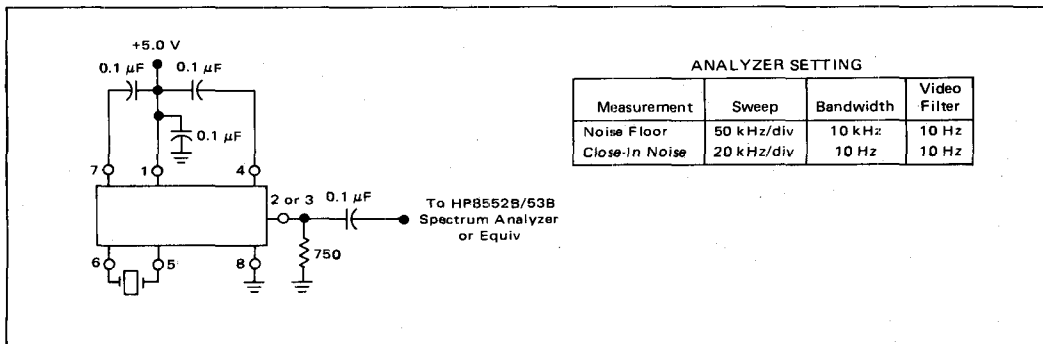 +5.0 V
0.1 µF 0.1 µF
0.1 µF
7 1 4
2 or 3 0.1 µF
To HP8552B/53B
Spectrum Analyzer
or Equiv
750
6 5 8
ANALYZER SETTING
Measurement Sweep Bandwidth Video Filter
Noise Floor 50 kHz/div 10 kHz 10 Hz
Close-In Noise 20 kHz/div 10 Hz 10 Hz